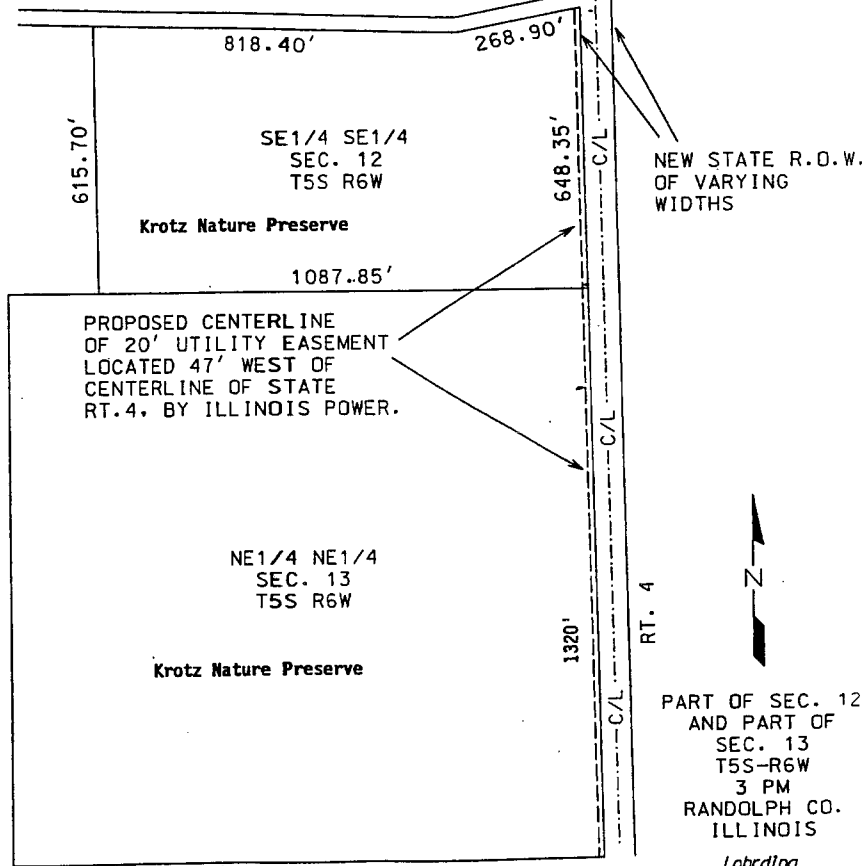 818.40'
268.90'
615.70'
SE1/4 SE1/4
SEC. 12
T5S R6W
648.35'
C/L
NEW STATE R.O.W.
OF VARYING
WIDTHS
Krotz Nature Preserve
1087.85'
PROPOSED CENTERLINE
OF 20' UTILITY EASEMENT
LOCATED 47' WEST OF
CENTERLINE OF STATE
RT.4. BY ILLINOIS POWER.
C/L
NE1/4 NE1/4
SEC. 13
T5S R6W
N
RT. 4
1320'
Krotz Nature Preserve
C/L
PART OF SEC. 12
AND PART OF
SEC. 13
T5S-R6W
3 PM
RANDOLPH CO.
ILLINOIS